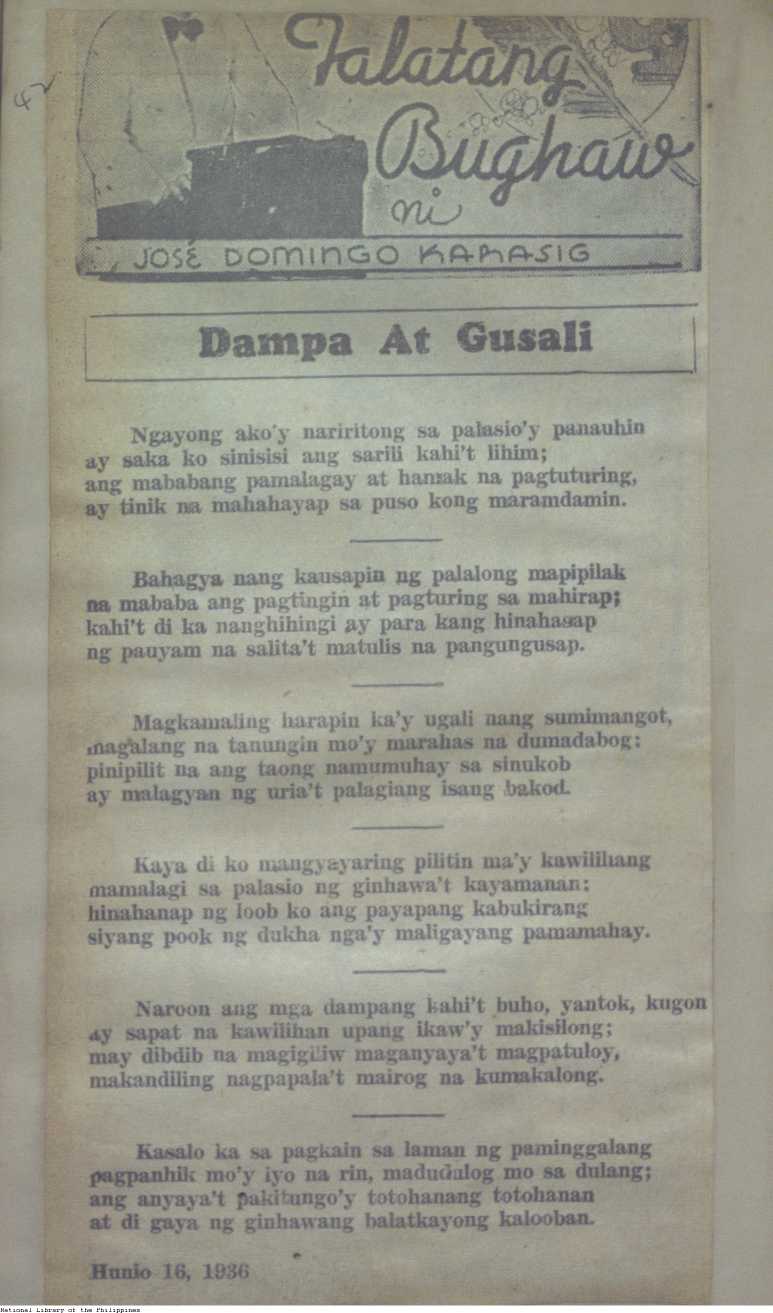 42
Talatang
Bughaw
ni
JOSÉ DOMINGO KARASIG
Dampa At Gusali
Ngayong ako'y nariritong sa palasio'y panauhin
ay saka ko sinisisi ang sarili kahi't lihim;
ang mababang pamalagay at hamak na pagtuturing,
ay tinik na mahahayap sa puso kong maramdamin.
Bahagya nang kausapin ng palalong mapipilak
na mababa ang pagtingin at pagturing sa mahirap;
kahi't di ka nanghihingi ay para kang hinahasap
ng pauyam na salita't matulis na pangungusap.
Magkamaling harapin ka'y ugali nang sumimangot,
magalang na tanungin mo'y marahas na dumadabog:
pinipilit na ang taong namumuhay sa sinukob
ay malagyan ng uria't palagiang isang bakod.
Kaya di ko mangyayaring pilitin ma'y kawilihang
mamalagi sa palasio ng ginhawa't kayamanan:
hinahanap ng loob ko ang payapang kabukirang
siyang pook ng dukha nga'y maligayang pamamahay.
Naroon ang mga dampang kahi't buho, yantok, kugon
ay sapat na kawilihan upang ikaw'y makisilong;
may dibdib na magigiliw maganyaya't magpatuloy,
makandiling nagpapala't mairog na kumakalong.
Kasalo ka sa pagkain sa laman ng paminggalang
pagpanhik mo'y iyo na rin, madudulog mo sa dulang;
ang anyaya't pakitungo'y totohanang totohanan
at di gaya ng ginhawang balatkayong kalooban.
Hunio 16, 1936
National Library of the Philippines